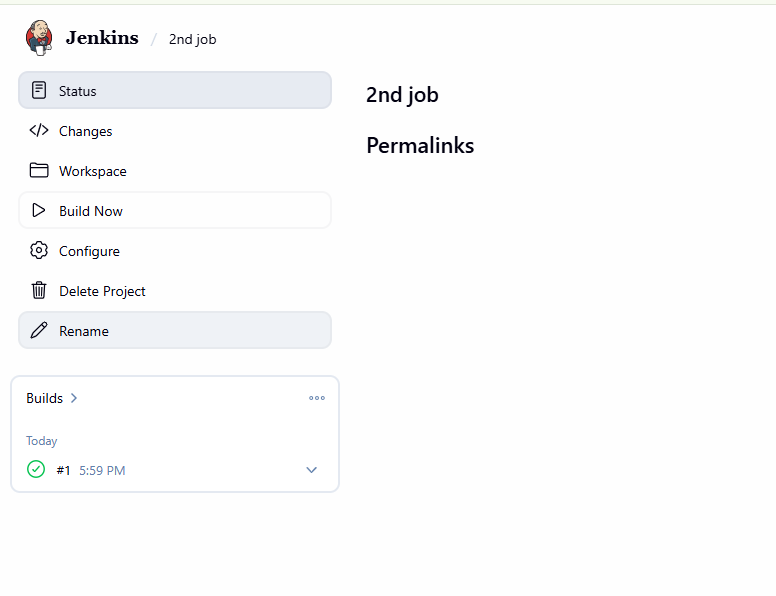 Jenkins / 2nd job
Status
Changes
Workspace
Build Now
Configure
Delete Project
Rename
Builds
Today
#1 5:59 PM
2nd job
Permalinks